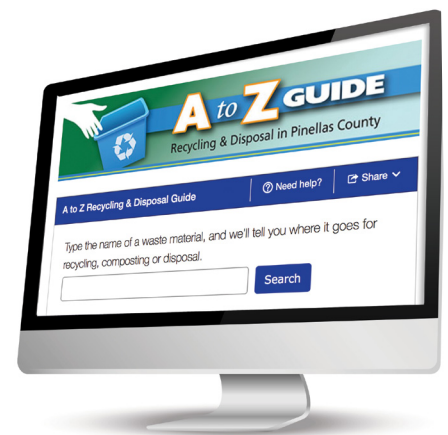 A to Z GUIDE
Recycling & Disposal in Pinellas County
A to Z Recycling & Disposal Guide
Need help?
Share
Type the name of a waste material, and we'll tell you where it goes for
recycling, composting or disposal.
Search